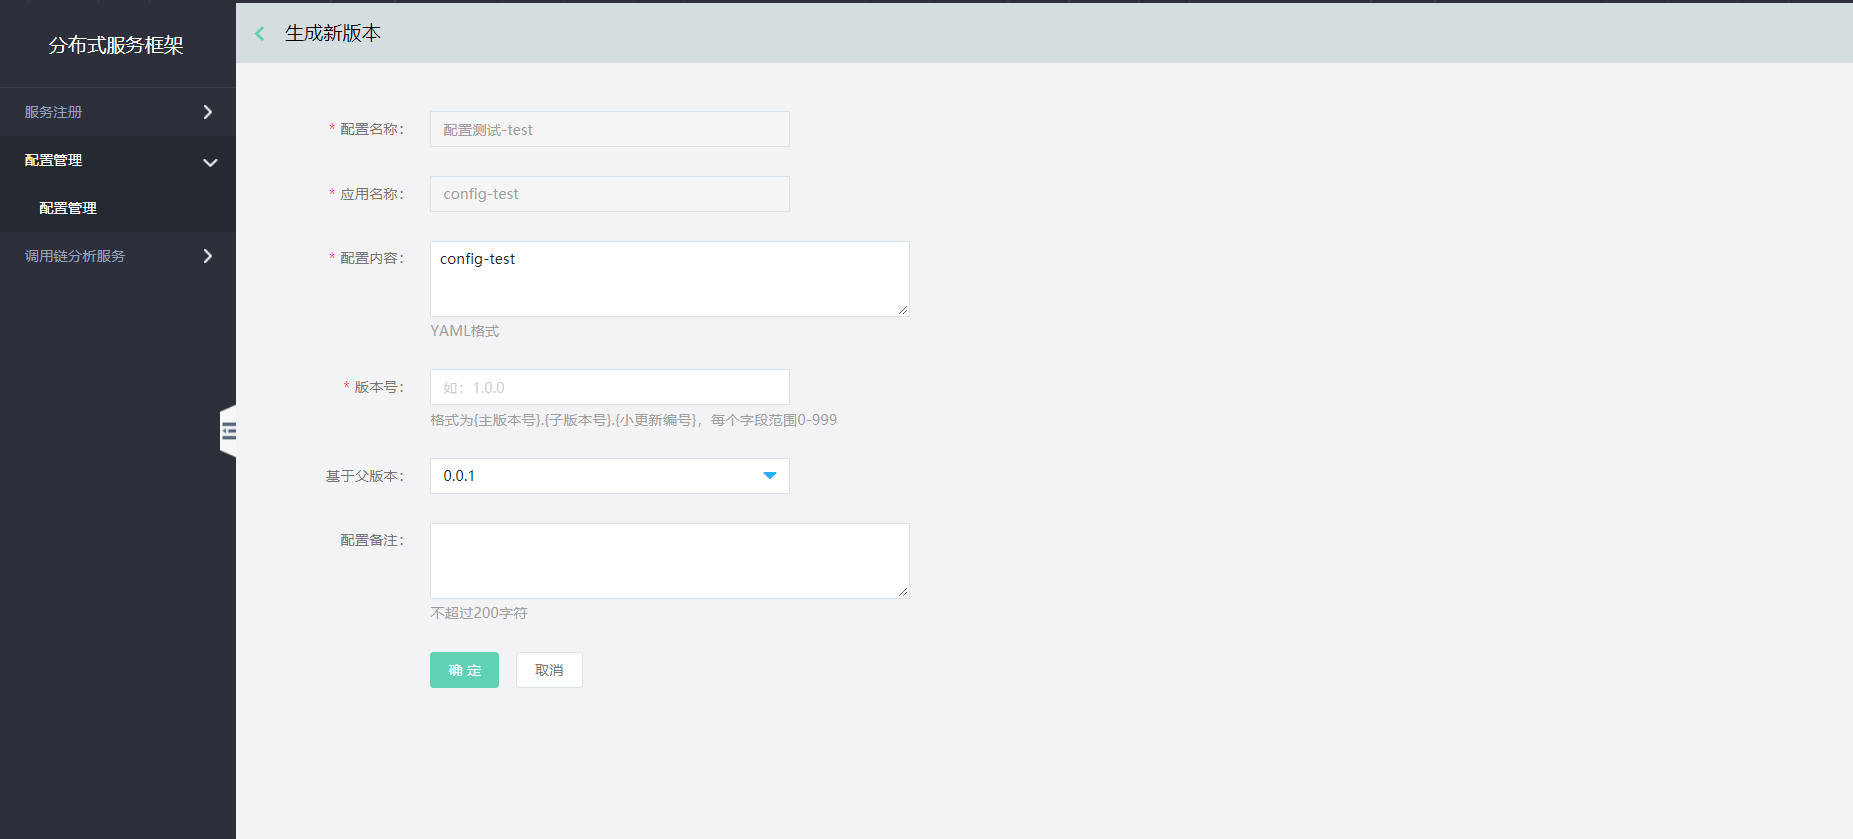 分布式服务框架
服务注册
配置管理
配置管理
调用链分析服务
生成新版本
* 配置名称： 配置测试-test
* 应用名称： config-test
* 配置内容： config-test
YAML格式
* 版本号： 如：1.0.0
格式为{主版本号}.{子版本号}.{小更新编号}，每个字段范围0-999
基于父版本： 0.0.1
配置备注：
不超过200字符
确 定 取消